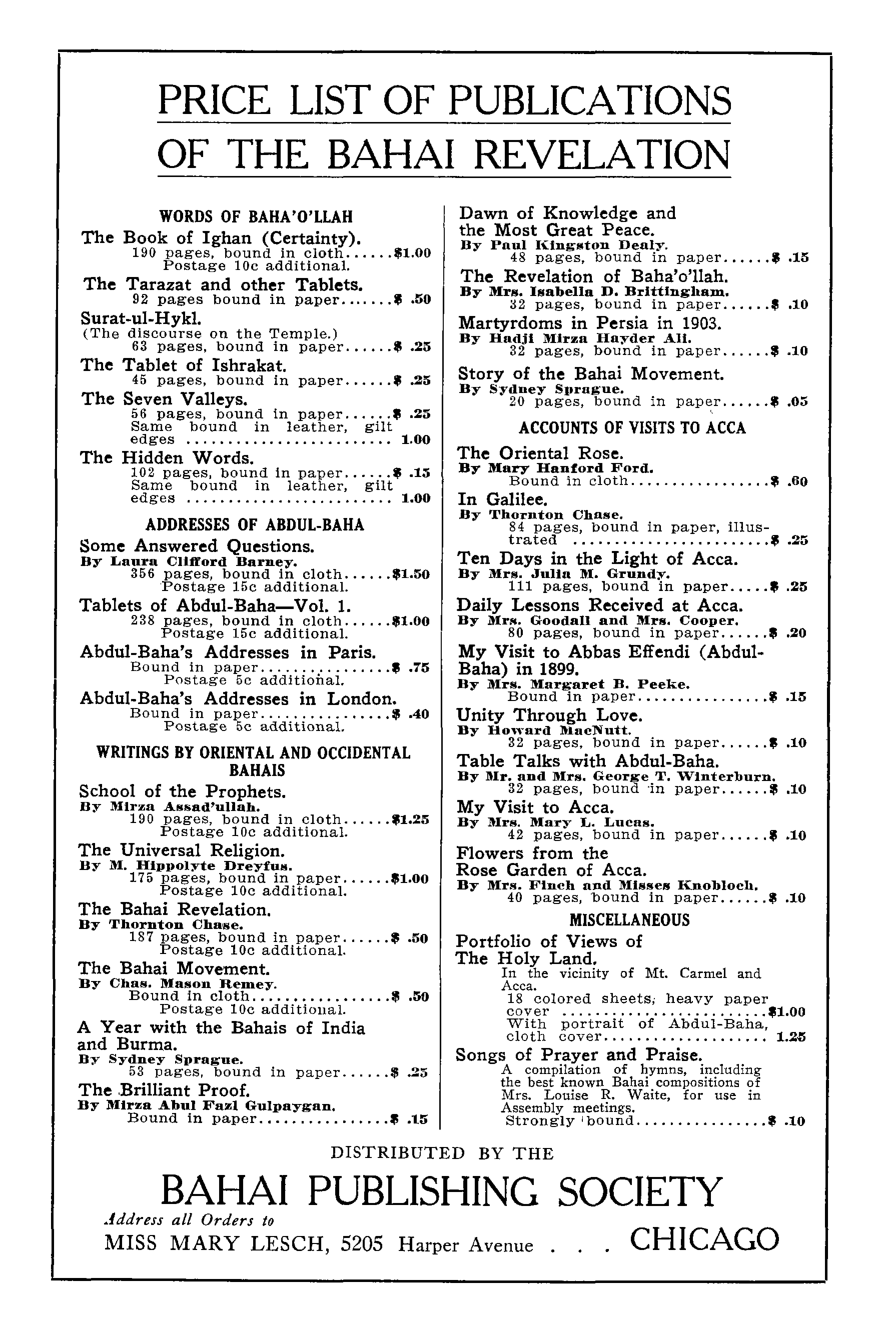 PRICE LIST OF PUBLICATIONS
OF THE BAHAI REVELATION
WORDS OF BAHA'O'LLAH
The Book of Ighan (Certainty).
190 pages, bound in cloth......$1.00
Postage 10c additional.
The Tarazat and other Tablets.
92 pages bound in paper.......$ .50
Surat-ul-Hykl.
(The discourse on the Temple.)
63 pages, bound in paper......$ .25
The Tablet of Ishrakat.
45 pages, bound in paper......$ .25
The Seven Valleys.
56 pages, bound in paper......$ .25
Same bound in leather, gilt
edges ......................... 1.00
The Hidden Words.
102 pages, bound in paper......$ .15
Same bound in leather, gilt
edges ......................... 1.00
ADDRESSES OF ABDUL-BAHA
Some Answered Questions.
By Laura Clifford Barney.
356 pages, bound in cloth......$1.50
Postage 15c additional.
Tablets of Abdul-Baha—Vol. 1.
238 pages, bound in cloth......$1.00
Postage 15c additional.
Abdul-Baha's Addresses in Paris.
Bound in paper................$ .75
Postage 5c additional.
Abdul-Baha's Addresses in London.
Bound in paper................$ .40
Postage 5c additional.
WRITINGS BY ORIENTAL AND OCCIDENTAL
BAHAIS
School of the Prophets.
By Mirza Assad'ullah.
190 pages, bound in cloth......$1.25
Postage 10c additional.
The Universal Religion.
By M. Hippolyte Dreyfus.
175 pages, bound in paper......$1.00
Postage 10c additional.
The Bahai Revelation.
By Thornton Chase.
187 pages, bound in paper......$ .50
Postage 10c additional.
The Bahai Movement.
By Chas. Mason Remey.
Bound in cloth.................$ .50
Postage 10c additional.
A Year with the Bahais of India
and Burma.
By Sydney Sprague.
53 pages, bound in paper......$ .25
The Brilliant Proof.
By Mirza Abul Fazl Gulpaygan.
Bound in paper................$ .15
Dawn of Knowledge and
the Most Great Peace.
By Paul Kingston Dealy.
48 pages, bound in paper......$ .15
The Revelation of Baha'o'llah.
By Mrs. Isabella D. Brittingham.
32 pages, bound in paper......$ .10
Martyrdoms in Persia in 1903.
By Hadji Mirza Hayder Ali.
32 pages, bound in paper......$ .10
Story of the Bahai Movement.
By Sydney Sprague.
20 pages, bound in paper......$ .05
ACCOUNTS OF VISITS TO ACCA
The Oriental Rose.
By Mary Hanford Ford.
Bound in cloth.................$ .60
In Galilee.
By Thornton Chase.
84 pages, bound in paper, illus-
trated ........................$ .25
Ten Days in the Light of Acca.
By Mrs. Julia M. Grundy.
111 pages, bound in paper.....$ .25
Daily Lessons Received at Acca.
By Mrs. Goodall and Mrs. Cooper.
80 pages, bound in paper......$ .20
My Visit to Abbas Effendi (Abdul-
Baha) in 1899.
By Mrs. Margaret B. Peeke.
Bound in paper................$ .15
Unity Through Love.
By Howard MacNutt.
32 pages, bound in paper......$ .10
Table Talks with Abdul-Baha.
By Mr. and Mrs. George T. Winterburn.
32 pages, bound in paper......$ .10
My Visit to Acca.
By Mrs. Mary L. Lucas.
42 pages, bound in paper......$ .10
Flowers from the
Rose Garden of Acca.
By Mrs. Finch and Misses Knobloch.
40 pages, bound in paper......$ .10
MISCELLANEOUS
Portfolio of Views of
The Holy Land.
In the vicinity of Mt. Carmel and
Acca.
18 colored sheets, heavy paper
cover .........................$1.00
With portrait of Abdul-Baha,
cloth cover.................... 1.25
Songs of Prayer and Praise.
A compilation of hymns, including
the best known Bahai compositions of
Mrs. Louise R. Waite, for use in
Assembly meetings.
Strongly bound................$ .10
DISTRIBUTED BY THE
BAHAI PUBLISHING SOCIETY
Address all Orders to
MISS MARY LESCH, 5205 Harper Avenue . . . CHICAGO